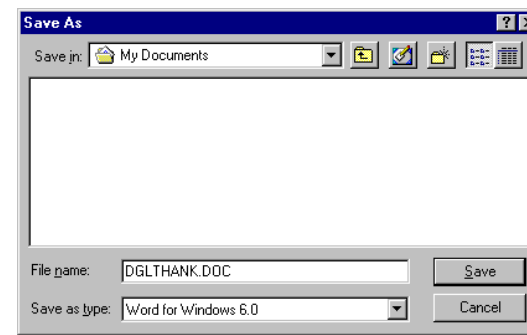 Save As
Save in: My Documents
File name: DGLTHANK.DOC Save
Save as type: Word for Windows 6.0 Cancel